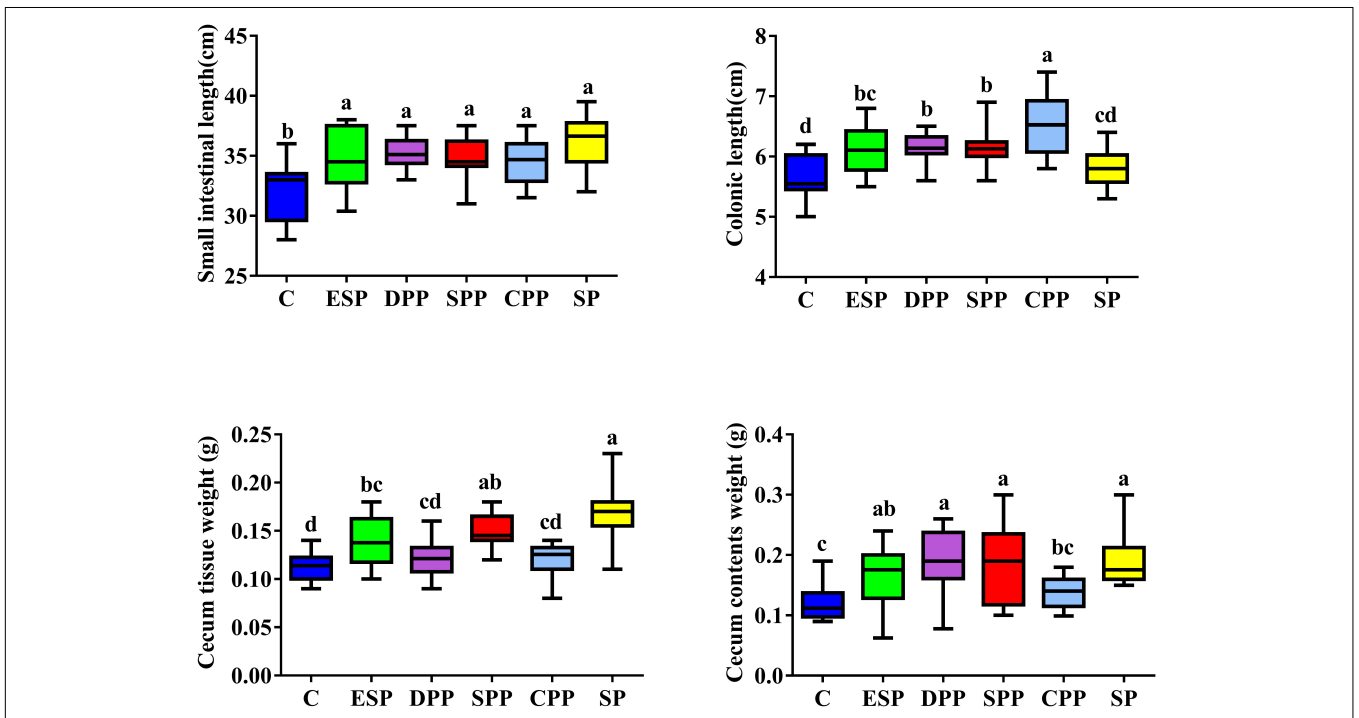 Small intestinal length(cm)
45
40
35
30
25
b
a
a
a
a
a
C ESP DPP SPP CPP SP
Colonic length(cm)
8
7
6
5
4
d
bc
b
b
a
cd
C ESP DPP SPP CPP SP
Cecum tissue weight (g)
0.25
0.20
0.15
0.10
0.05
0.00
d
bc
cd
ab
cd
a
C ESP DPP SPP CPP SP
Cecum contents weight (g)
0.4
0.3
0.2
0.1
0.0
c
ab
a
a
bc
a
C ESP DPP SPP CPP SP